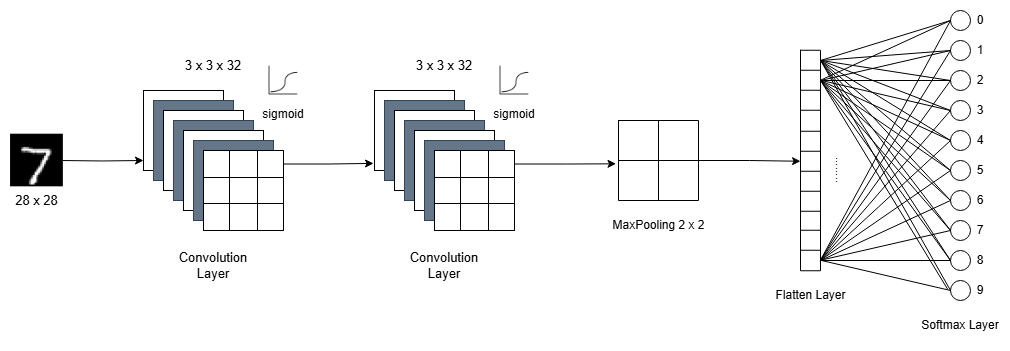 7
28 x 28
3 x 3 x 32
sigmoid
Convolution
Layer
3 x 3 x 32
sigmoid
Convolution
Layer
MaxPooling 2 x 2
Flatten Layer
0
1
2
3
4
5
6
7
8
9
Softmax Layer